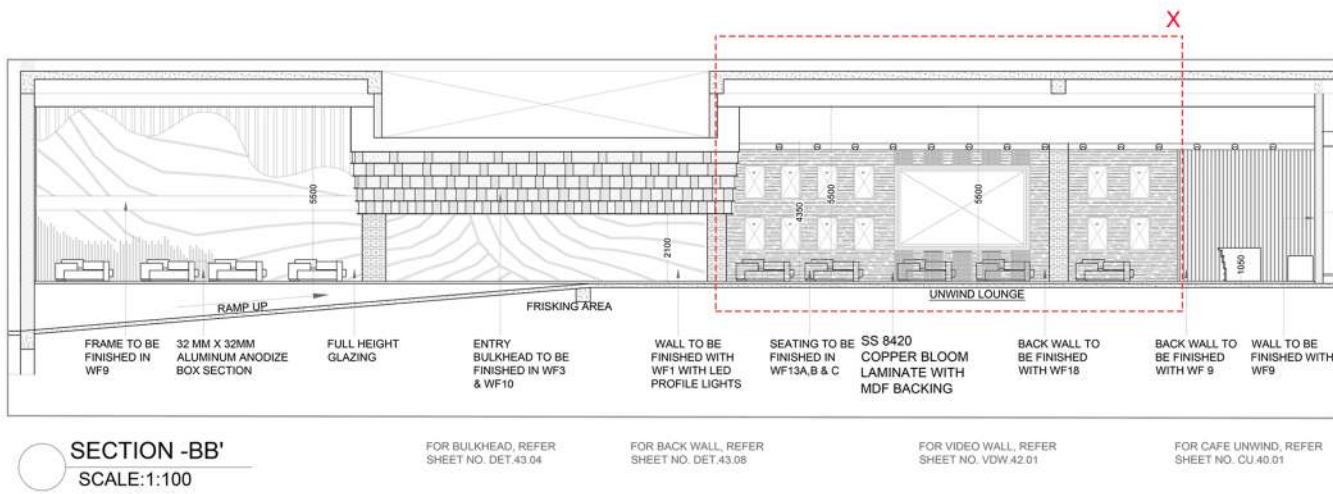 X
5500
5500
5500
4350
2100
1050
RAMP UP
FRISKING AREA
UNWIND LOUNGE
FRAME TO BE
FINISHED IN
WF9
32 MM X 32MM
ALUMINUM ANODIZE
BOX SECTION
FULL HEIGHT
GLAZING
ENTRY
BULKHEAD TO BE
FINISHED IN WF3
& WF10
WALL TO BE
FINISHED WITH
WF1 WITH LED
PROFILE LIGHTS
SEATING TO BE
FINISHED IN
WF13A,B & C
SS 8420
COPPER BLOOM
LAMINATE WITH
MDF BACKING
BACK WALL TO
BE FINISHED
WITH WF18
BACK WALL TO
BE FINISHED
WITH WF 9
WALL TO BE
FINISHED WITH
WF9
SECTION -BB'
SCALE:1:100
FOR BULKHEAD, REFER
SHEET NO. DET.43.04
FOR BACK WALL, REFER
SHEET NO. DET.43.08
FOR VIDEO WALL, REFER
SHEET NO. VDW.42.01
FOR CAFE UNWIND, REFER
SHEET NO. CU.40.01